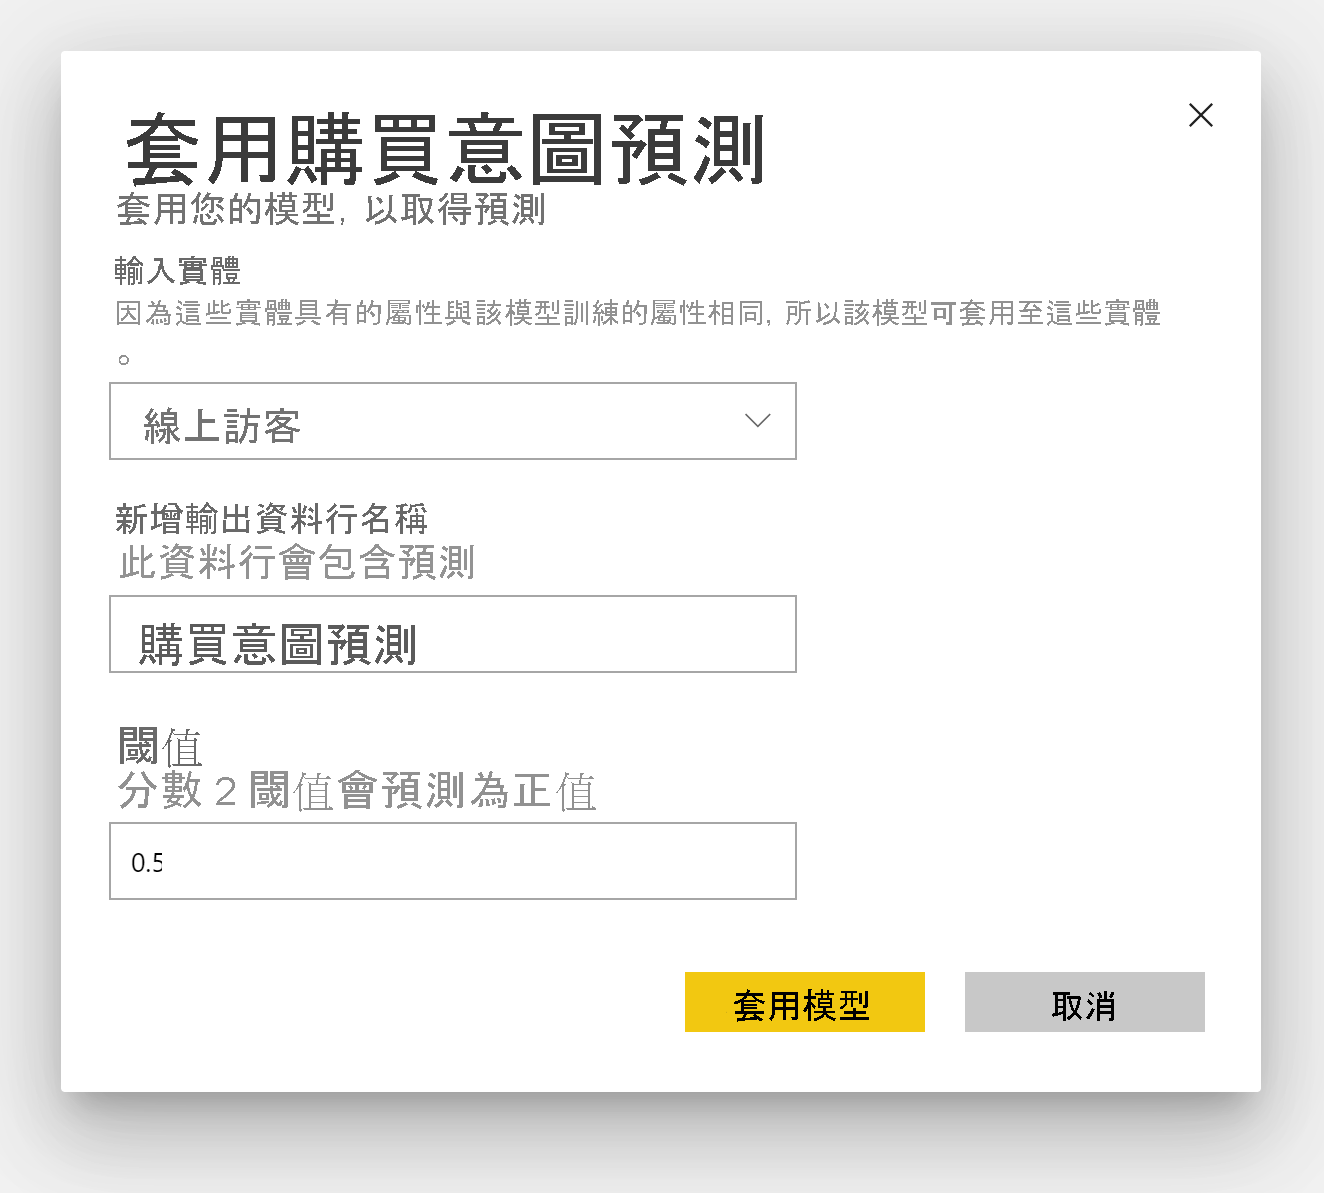 套用購買意圖預測
套用您的模型, 以取得預測
輸入實體
因為這些實體具有的屬性與該模型訓練的屬性相同, 所以該模型可套用至這些實體
。
線上訪客
新增輸出資料行名稱
此資料行會包含預測
購買意圖預測
閾值
分數 2 閾值會預測為正值
0.5
套用模型
取消